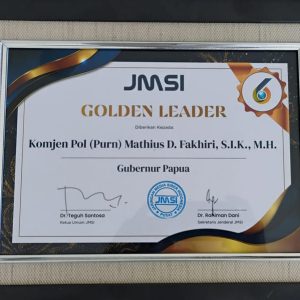 JMSI
GOLDEN LEADER
Diberikan Kepada
Komjen Pol (Purn) Mathius D. Fakhiri, S.I.K., M.H.
Gubernur Papua
Dr. Teguh Santosa
Ketua Umum JMSI
JMSI
PUSAT
Dr. Rahiman Dani
Sekretaris Jenderal JMSI